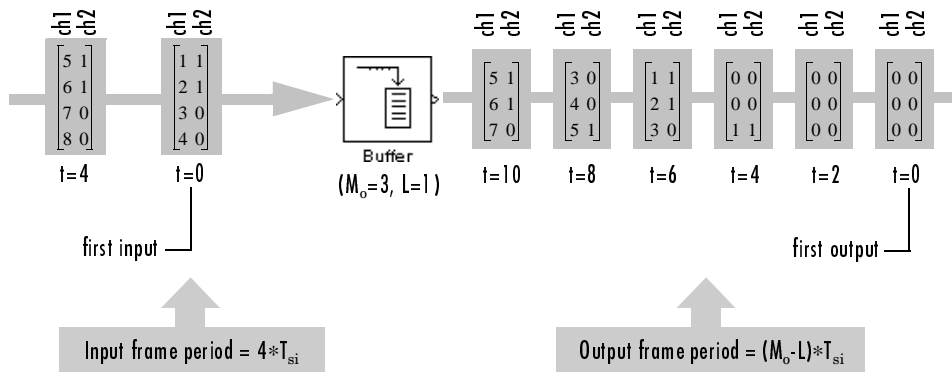 ch1 ch2 ch1 ch2 ch1 ch2 ch1 ch2 ch1 ch2 ch1 ch2 ch1 ch2 ch1 ch2
5 1 1 1 5 1 3 0 1 1 0 0 0 0 0 0
6 1 2 1 6 1 4 0 2 1 0 0 0 0 0 0
7 0 3 0 7 0 5 1 3 0 1 1 0 0 0 0
8 0 4 0
Buffer
t=4 t=0 (Mo=3, L=1) t=10 t=8 t=6 t=4 t=2 t=0
first input first output
Input frame period = 4*Tsi Output frame period = (Mo-L)*Tsi